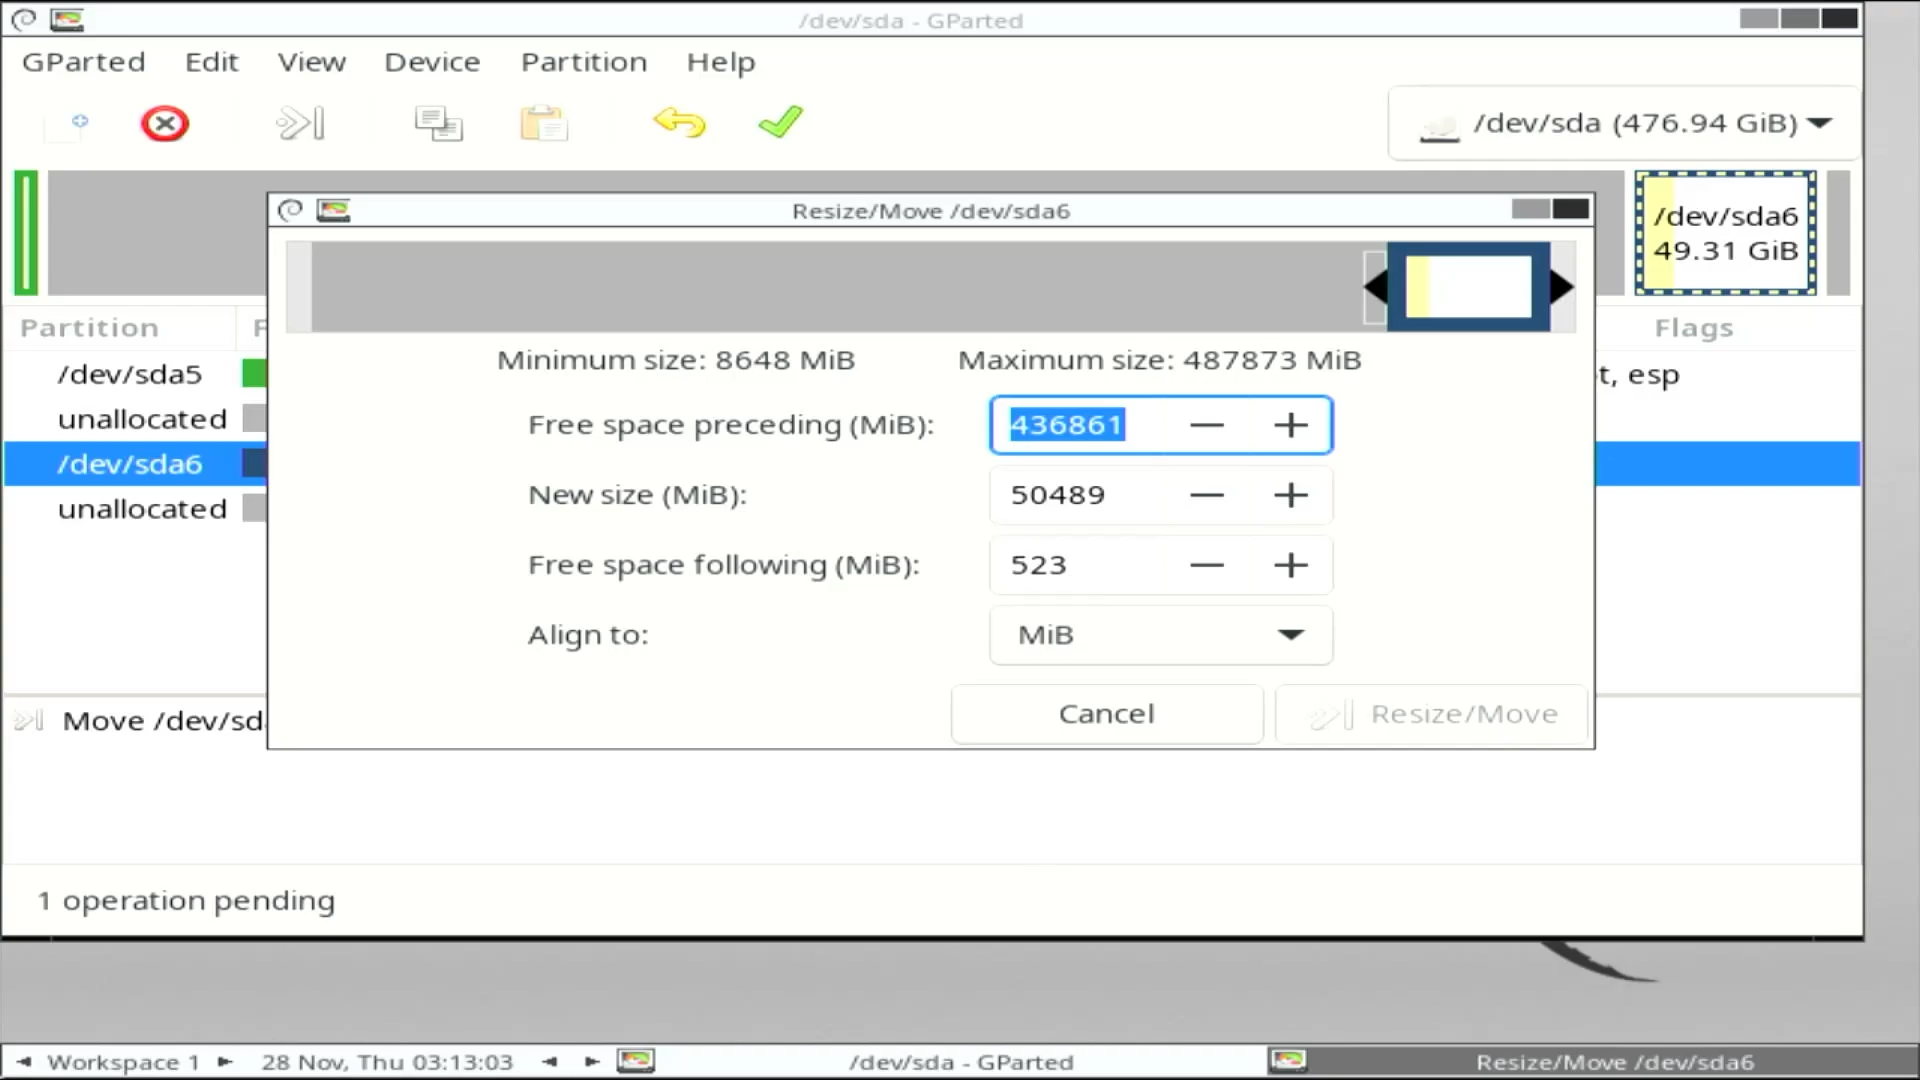 /dev/sda - GParted
GParted Edit View Device Partition Help
/dev/sda (476.94 GiB)
/dev/sda6
49.31 GiB
Resize/Move /dev/sda6
Partition F Flags
/dev/sda5 t, esp
unallocated
/dev/sda6
unallocated
Minimum size: 8648 MiB Maximum size: 487873 MiB
Free space preceding (MiB): 436861
New size (MiB): 50489
Free space following (MiB): 523
Align to: MiB
Cancel Resize/Move
Move /dev/sd
1 operation pending
Workspace 1 28 Nov, Thu 03:13:03 /dev/sda - GParted Resize/Move /dev/sda6